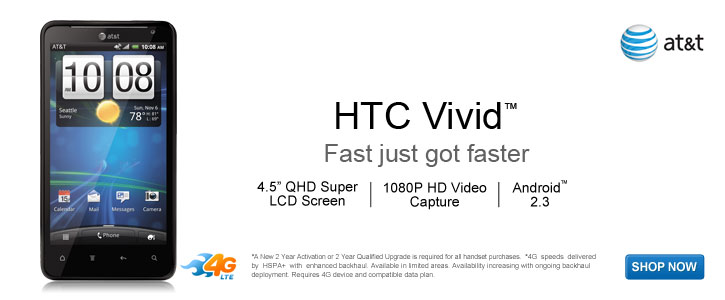 at&t
AT&T 10:08 AM
10 08
Seattle
Sunny
Sun, Nov 6
78° H: 81°
L: 69°
Calendar Mail Messages Camera
Phone
4G
LTE
at&t
HTC Vivid™
Fast just got faster
4.5” QHD Super
LCD Screen
1080P HD Video
Capture
Android™
2.3
*A New 2 Year Activation or 2 Year Qualified Upgrade is required for all handset purchases. *4G speeds delivered
by HSPA+ with enhanced backhaul. Available in limited areas. Availability increasing with ongoing backhaul
deployment. Requires 4G device and compatible data plan.
SHOP NOW